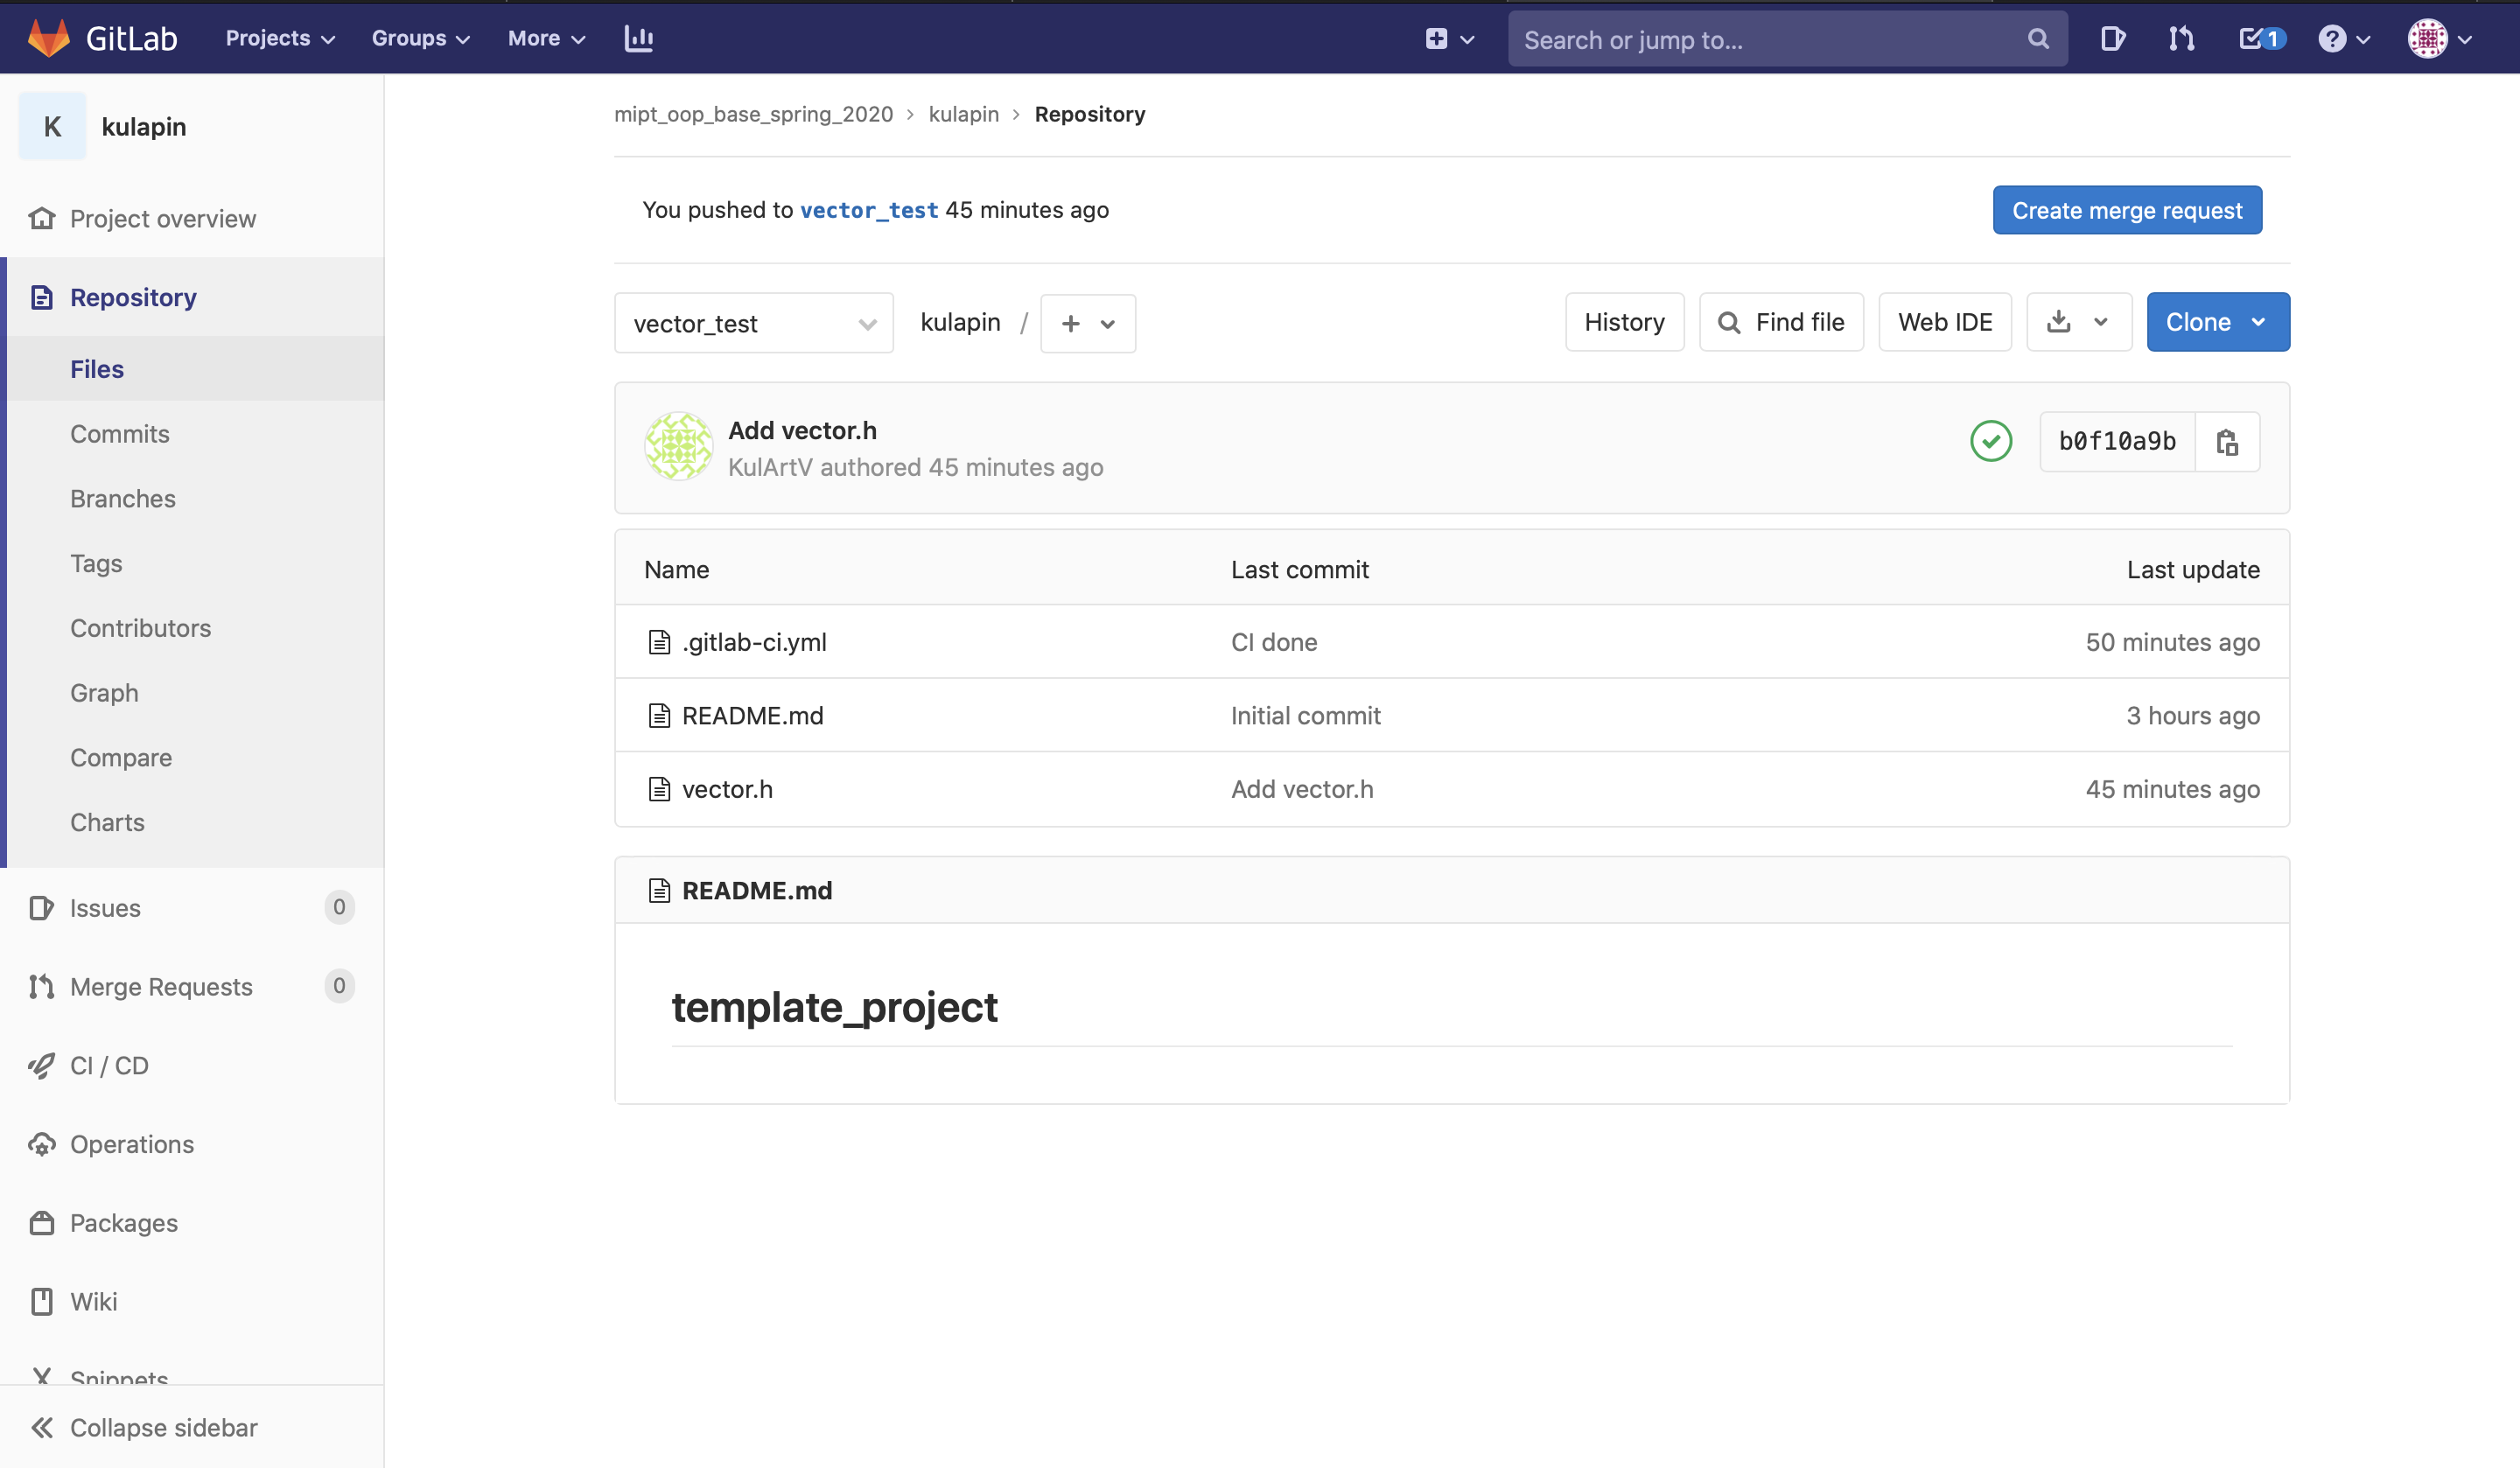 GitLab Projects Groups More Search or jump to... 1
K kulapin
Project overview
Repository
Files
Commits
Branches
Tags
Contributors
Graph
Compare
Charts
Issues 0
Merge Requests 0
CI / CD
Operations
Packages
Wiki
Snippets
Collapse sidebar
mipt_oop_base_spring_2020 > kulapin > Repository
You pushed to vector_test 45 minutes ago Create merge request
vector_test kulapin / + History Find file Web IDE Clone
Add vector.h
KulArtV authored 45 minutes ago
b0f10a9b
Name Last commit Last update
.gitlab-ci.yml CI done 50 minutes ago
README.md Initial commit 3 hours ago
vector.h Add vector.h 45 minutes ago
README.md
template_project